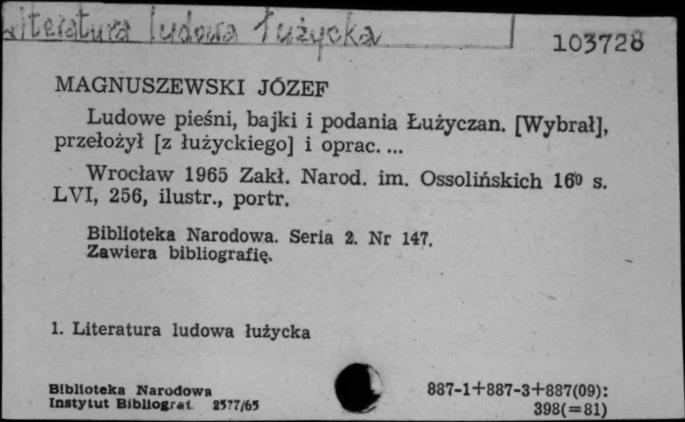 Literatura ludowa łużycka
103728
MAGNUSZEWSKI JÓZEF
Ludowe pieśni, bajki i podania Łużyczan. [Wybrał],
przełożył [z łużyckiego] i oprac. ...
Wrocław 1965 Zakł. Narod. im. Ossolińskich 16⁰ s.
LVI, 256, ilustr., portr.
Biblioteka Narodowa. Seria 2. Nr 147.
Zawiera bibliografię.
1. Literatura ludowa łużycka
Biblioteka Narodowa
Instytut Bibliograf. 2577/65
887-1+887-3+887(09):
398(=81)